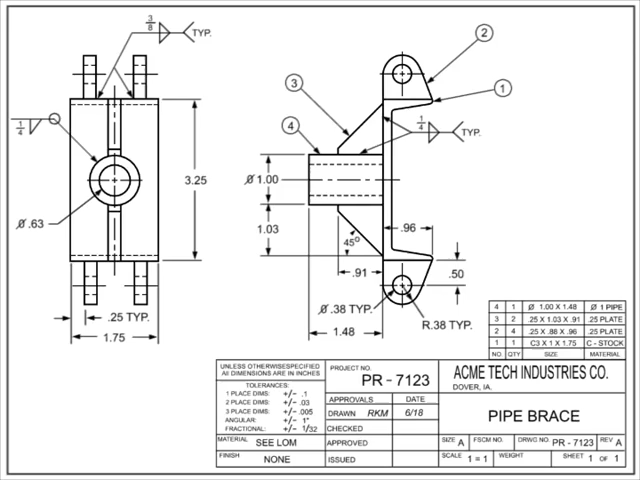 3/8 TYP.
2
3
1
1/4
4
1/4 TYP.
Ø 1.00
3.25
Ø .63
1.03
.96
45°
.91
.50
.25 TYP.
Ø .38 TYP.
1.75
1.48
R.38 TYP.
4 1 Ø 1.00 X 1.48 Ø 1 PIPE
3 2 .25 X 1.03 X .91 .25 PLATE
2 4 .25 X .88 X .96 .25 PLATE
1 1 C3 X 1 X 1.75 C - STOCK
NO. QTY SIZE MATERIAL
UNLESS OTHERWISESPECIFIED
All DIMENSIONS ARE IN INCHES
TOLERANCES:
1 PLACE DIMS: +/- .1
2 PLACE DIMS: +/- .03
3 PLACE DIMS: +/- .005
ANGULAR: +/- 1°
FRACTIONAL: +/- 1/32
MATERIAL SEE LOM
FINISH NONE
PROJECT NO.
PR - 7123
APPROVALS DATE
DRAWN RKM 6/18
CHECKED
APPROVED
ISSUED
ACME TECH INDUSTRIES CO.
DOVER, IA.
PIPE BRACE
SIZE A FSCM NO. DRWG NO. PR - 7123 REV A
SCALE 1 = 1 WEIGHT SHEET 1 OF 1